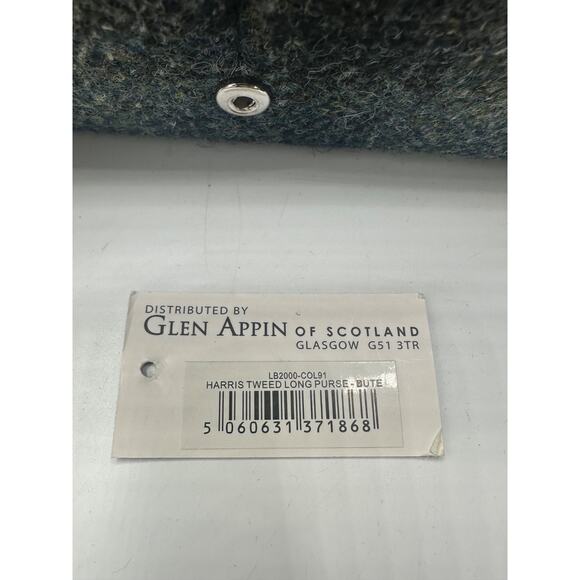 DISTRIBUTED BY
GLEN APPIN OF SCOTLAND
GLASGOW G51 3TR
LB2000-COL91
HARRIS TWEED LONG PURSE - BUTE
5 060631 371868